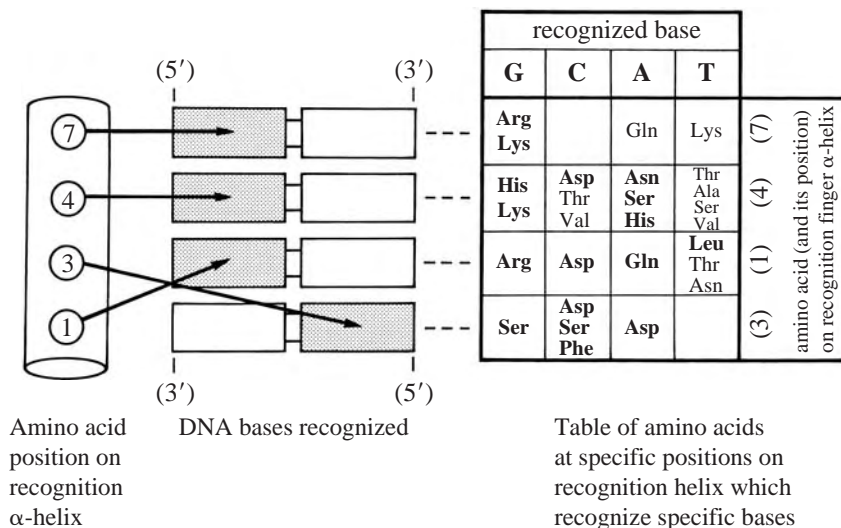 recognized base
G C A T
(5′) (3′)
7
4
3
1
(3′) (5′)
Arg
Lys
Gln
Lys
(7)
His
Lys
Asp
Thr
Val
Asn
Ser
His
Thr
Ala
Ser
Val
(4)
Arg
Asp
Gln
Leu
Thr
Asn
(1)
Ser
Asp
Ser
Phe
Asp
(3)
amino acid (and its position)
on recognition finger α-helix
Amino acid
position on
recognition
α-helix
DNA bases recognized
Table of amino acids
at specific positions on
recognition helix which
recognize specific bases